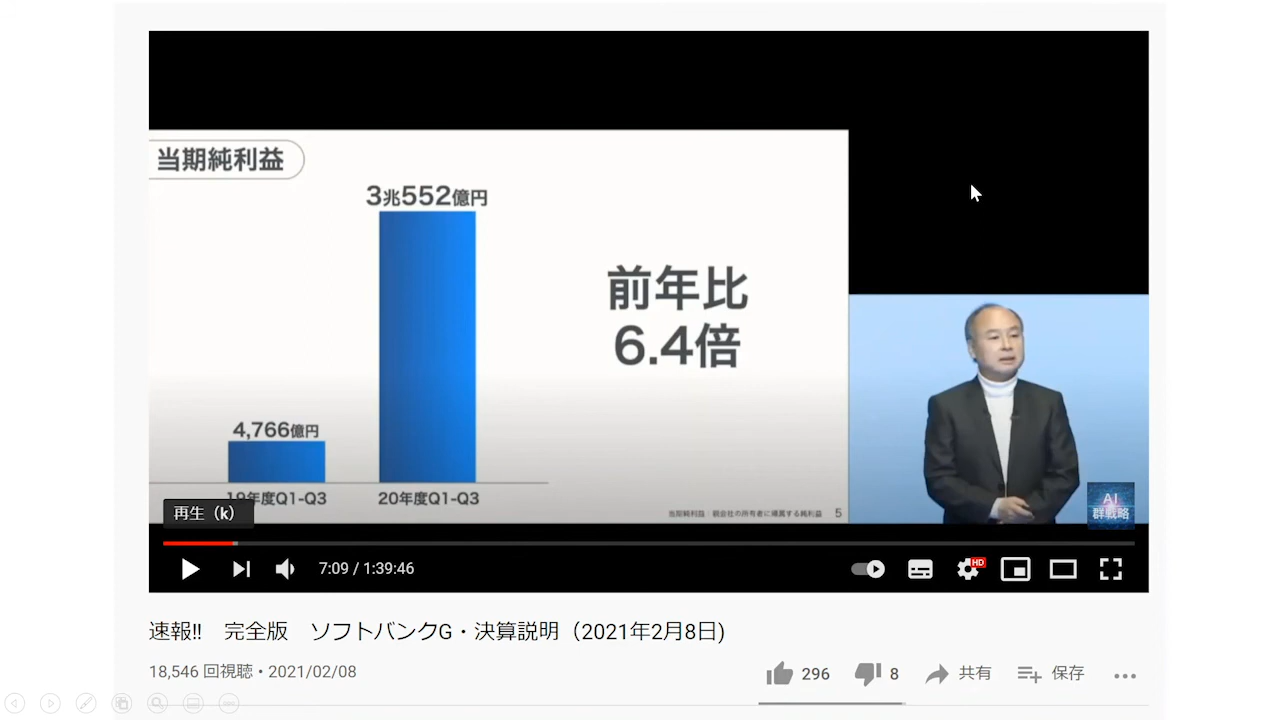 当期純利益
3兆552億円
前年比
6.4倍
4,766億円
19年度Q1-Q3
20年度Q1-Q3
再生（k）
当期純利益：親会社の所有者に帰属する純利益
5
AI
群戦略
HD
7:09 / 1:39:46
速報!!　完全版　ソフトバンクG・決算説明（2021年2月8日)
18,546 回視聴・2021/02/08
296
8
共有
保存